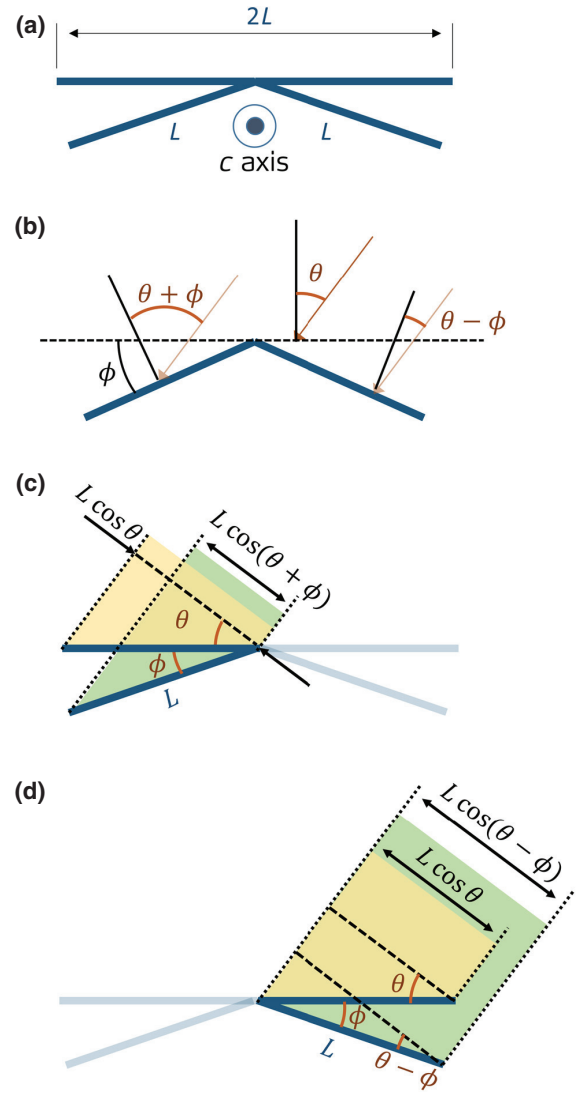 (a)
2L
L
L
c axis
(b)
θ + ϕ
θ
θ − ϕ
ϕ
(c)
L cos θ
L cos(θ + ϕ)
θ
ϕ
L
(d)
L cos(θ − ϕ)
L cos θ
θ
ϕ
L
θ − ϕ